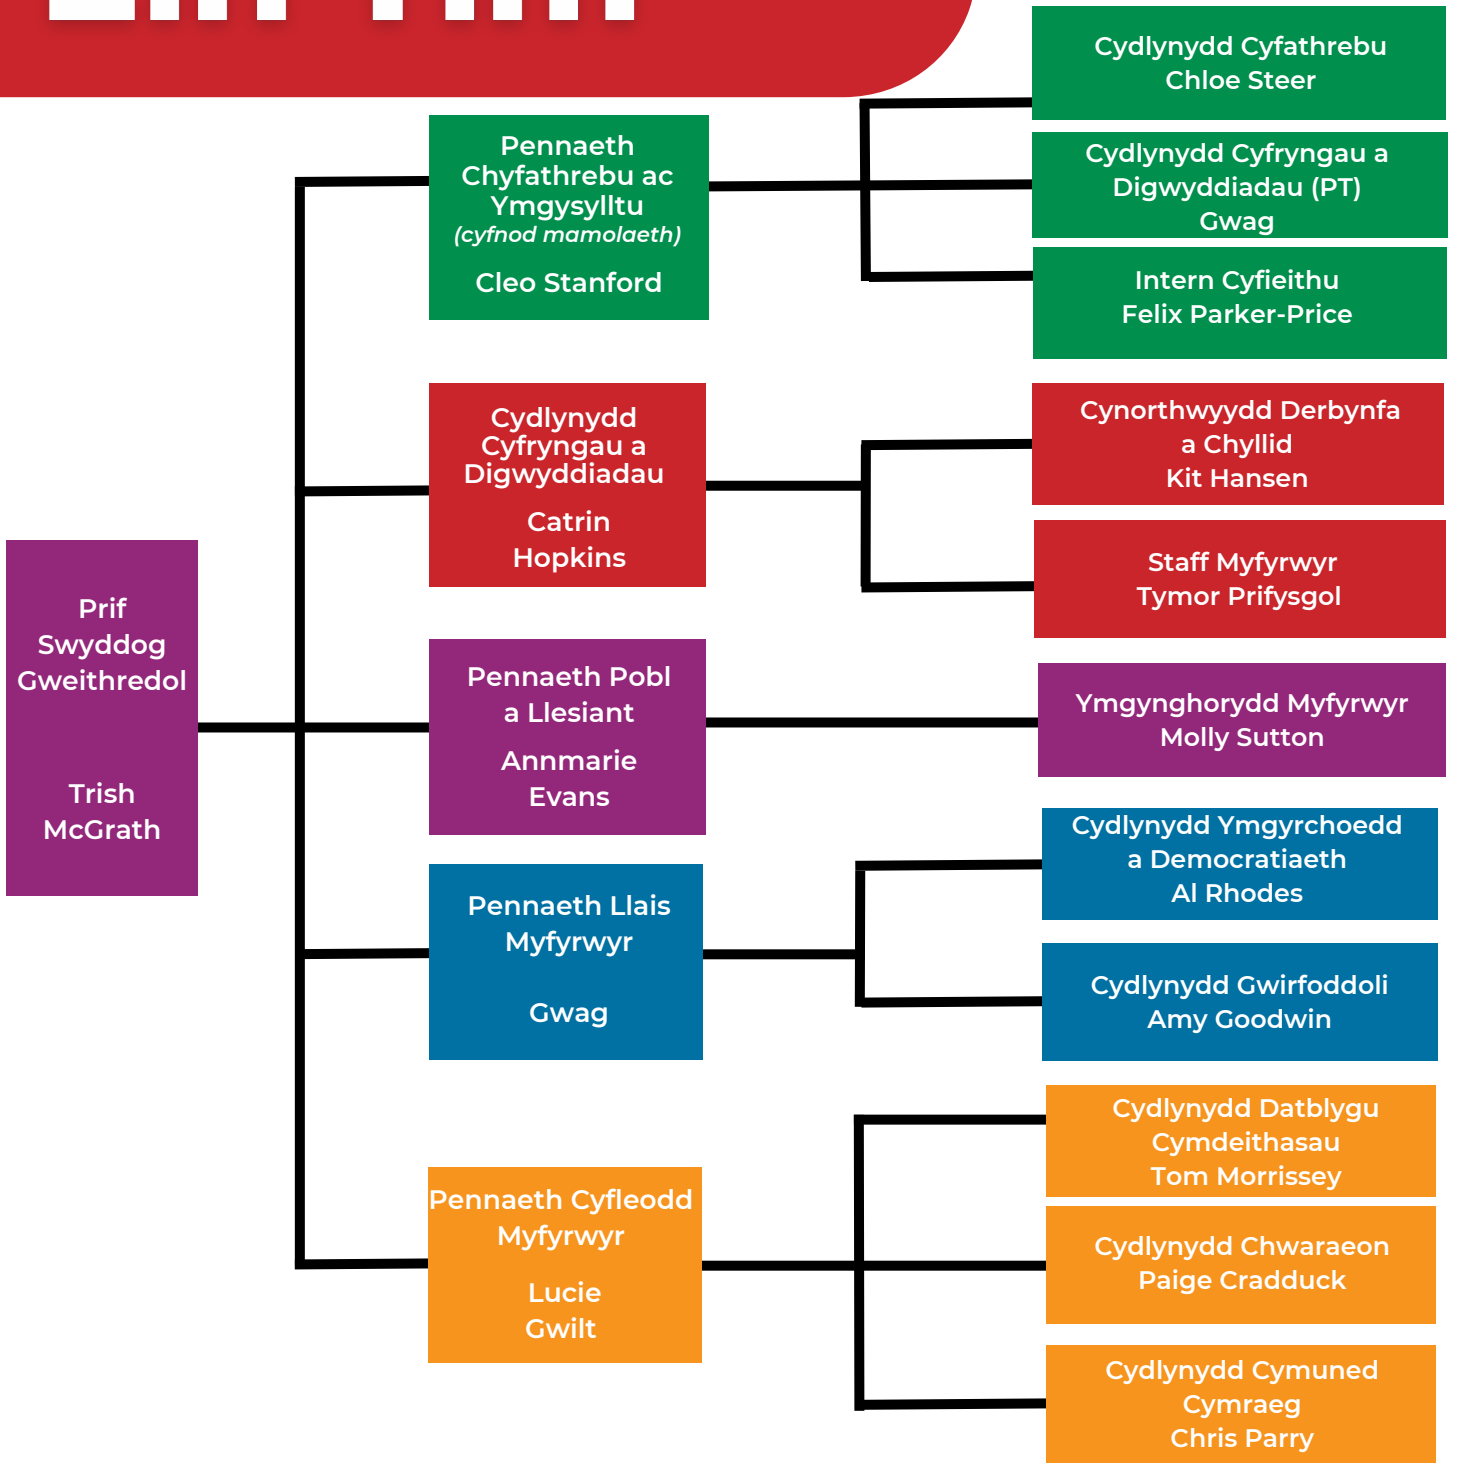 Prif
Swyddog
Gweithredol
Trish
McGrath
Pennaeth
Chyfathrebu ac
Ymgysylltu
(cyfnod mamolaeth)
Cleo Stanford
Cydlynydd Cyfathrebu
Chloe Steer
Cydlynydd Cyfryngau a
Digwyddiadau (PT)
Gwag
Intern Cyfieithu
Felix Parker-Price
Cydlynydd
Cyfryngau a
Digwyddiadau
Catrin
Hopkins
Cynorthwyydd Derbynfa
a Chyllid
Kit Hansen
Staff Myfyrwyr
Tymor Prifysgol
Pennaeth Pobl
a Llesiant
Annmarie
Evans
Ymgynghorydd Myfyrwyr
Molly Sutton
Pennaeth Llais
Myfyrwyr
Gwag
Cydlynydd Ymgyrchoedd
a Democratiaeth
Al Rhodes
Cydlynydd Gwirfoddoli
Amy Goodwin
Pennaeth Cyfleodd
Myfyrwyr
Lucie
Gwilt
Cydlynydd Datblygu
Cymdeithasau
Tom Morrissey
Cydlynydd Chwaraeon
Paige Cradduck
Cydlynydd Cymuned
Cymraeg
Chris Parry